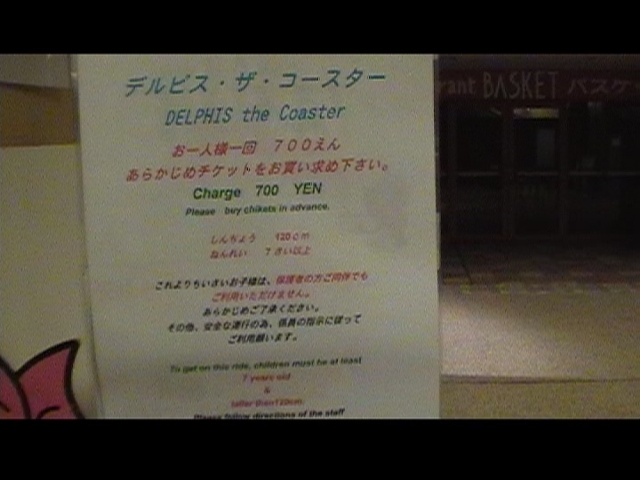 デルピス・ザ・コースター
DELPHIS the Coaster
お一人様一回 700えん
あらかじめチケットをお買い求め下さい。
Charge 700 YEN
Please buy chikets in advance.
しんちょう 120cm
ねんれい 7さい以上
これよりちいさいお子様は、保護者の方ご同伴でも
ご利用いただけません。
あらかじめご了承ください。
その他、安全な運行の為、係員の指示に従って
ご利用願います。
To get on this ride, children must be at least
7 years old
&
taller than120cm.
Please follow directions of the staff
rant BASKET バスケ